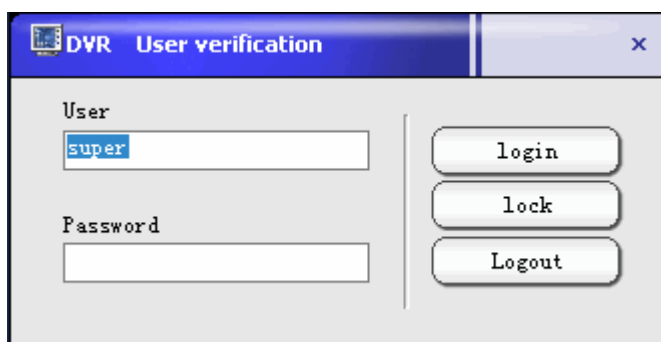 DVR User verification
User
super
login
lock
Password
Logout